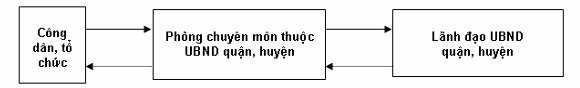 Công
dân, tổ
chức
Phòng chuyên môn thuộc
UBND quận, huyện
Lãnh đạo UBND
quận, huyện